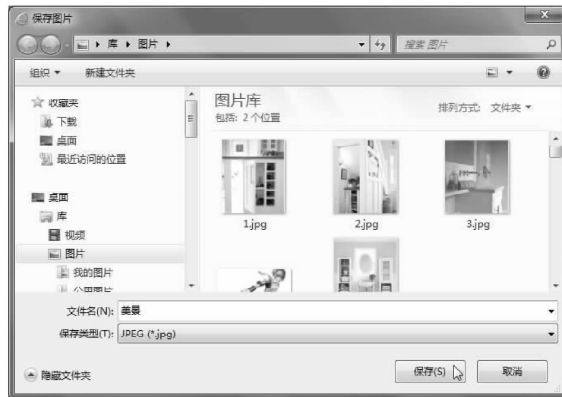 保存图片
库 图片
搜索 图片
组织 新建文件夹
收藏夹
下载
桌面
最近访问的位置
桌面
库
视频
图片
我的图片
公用图片
图片库
包括: 2 个位置
排列方式: 文件夹
1.jpg 2.jpg 3.jpg
文件名(N): 美景
保存类型(T): JPEG (*.jpg)
隐藏文件夹
保存(S) 取消